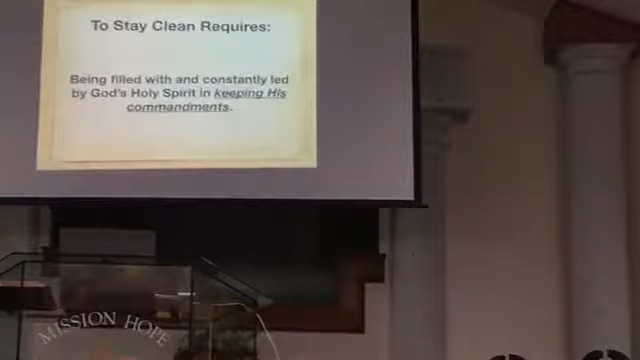 To Stay Clean Requires:
Being filled with and constantly led
by God's Holy Spirit in keeping His
commandments.
MISSION HOPE